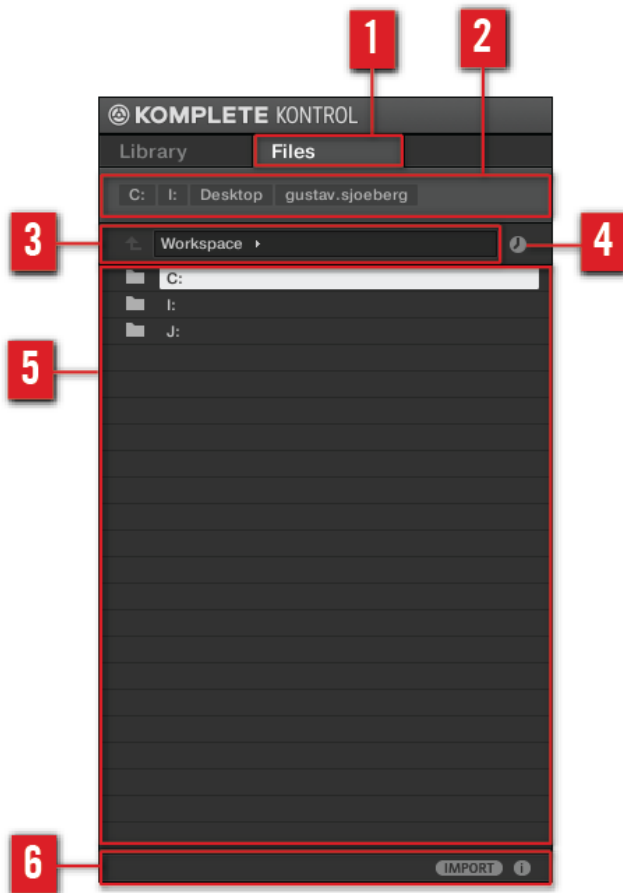 1 2
KOMPLETE KONTROL
Library Files
C: I: Desktop gustav.sjoeberg
3 Workspace 4
C:
I:
J:
5
6 IMPORT i